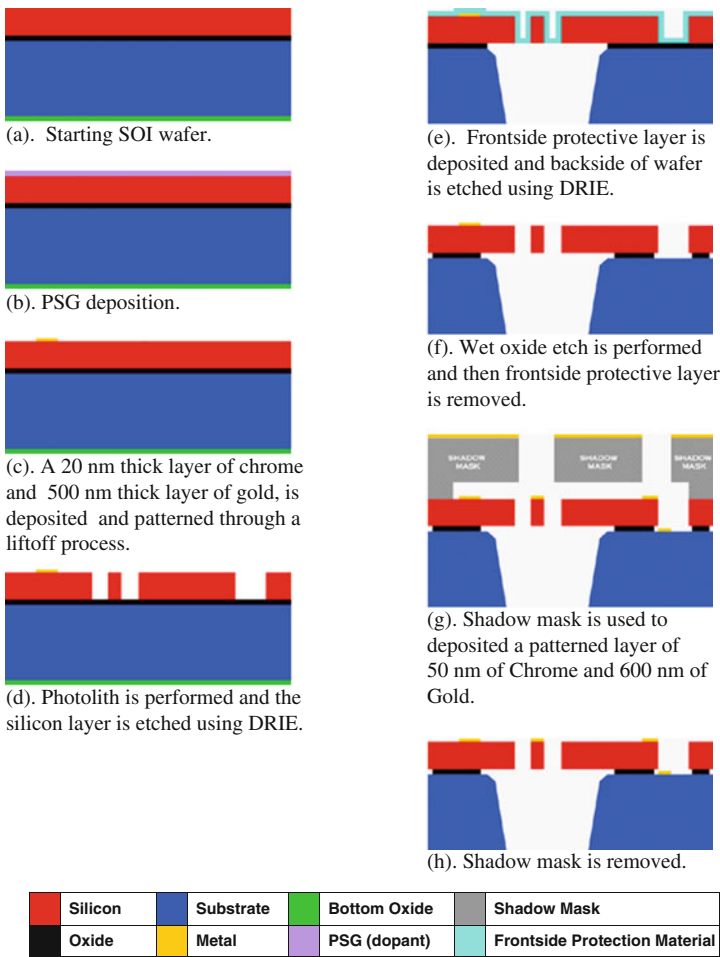 (a). Starting SOI wafer.
(b). PSG deposition.
(c). A 20 nm thick layer of chrome
and 500 nm thick layer of gold, is
deposited and patterned through a
liftoff process.
(d). Photolith is performed and the
silicon layer is etched using DRIE.
(e). Frontside protective layer is
deposited and backside of wafer
is etched using DRIE.
(f). Wet oxide etch is performed
and then frontside protective layer
is removed.
SHADOW MASK
SHADOW MASK
SHADOW MASK
(g). Shadow mask is used to
deposited a patterned layer of
50 nm of Chrome and 600 nm of
Gold.
(h). Shadow mask is removed.
Silicon Substrate Bottom Oxide Shadow Mask
Oxide Metal PSG (dopant) Frontside Protection Material